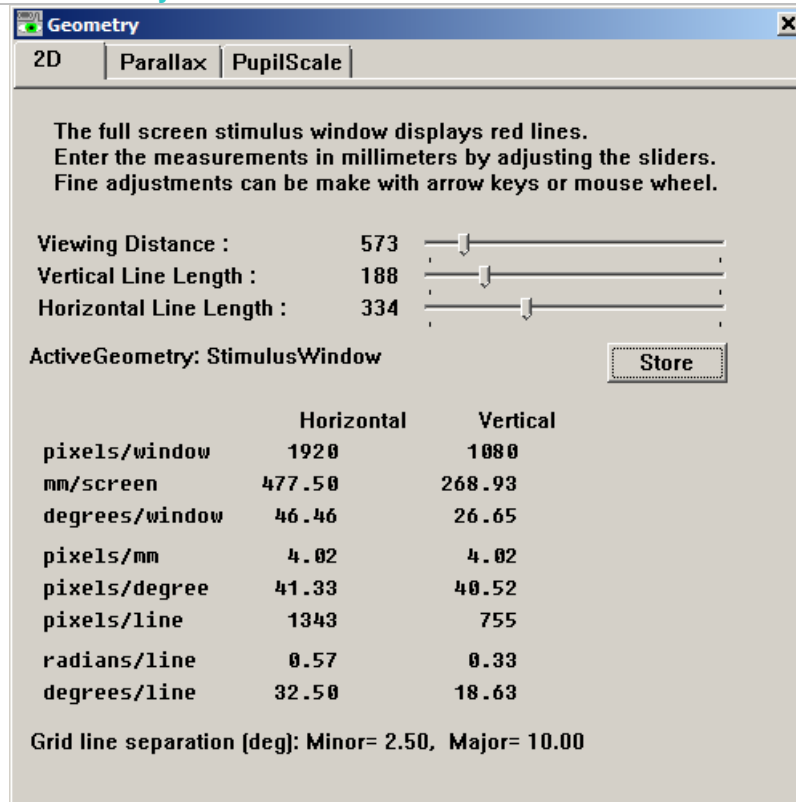 Geometry
2D Parallax PupilScale
The full screen stimulus window displays red lines.
Enter the measurements in millimeters by adjusting the sliders.
Fine adjustments can be make with arrow keys or mouse wheel.
Viewing Distance : 573
Vertical Line Length : 188
Horizontal Line Length : 334
ActiveGeometry: StimulusWindow Store
Horizontal Vertical
pixels/window 1920 1080
mm/screen 477.50 268.93
degrees/window 46.46 26.65
pixels/mm 4.02 4.02
pixels/degree 41.33 40.52
pixels/line 1343 755
radians/line 0.57 0.33
degrees/line 32.50 18.63
Grid line separation (deg): Minor= 2.50, Major= 10.00